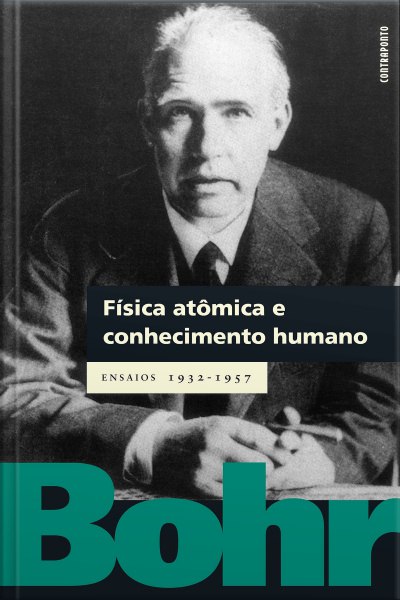 CONTRAPONTO
Física atômica e
conhecimento humano
ENSAIOS 1932-1957
Bohr